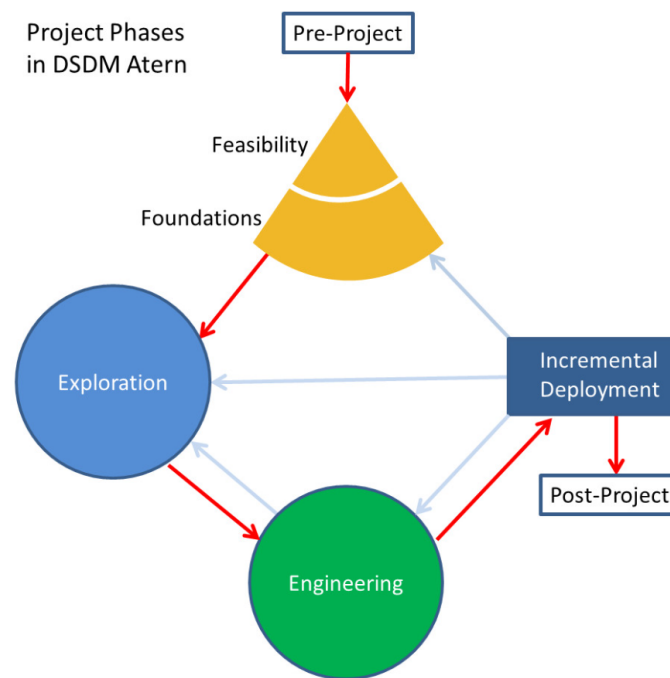 Project Phases
in DSDM Atern
Pre-Project
Feasibility
Foundations
Exploration
Incremental
Deployment
Post-Project
Engineering